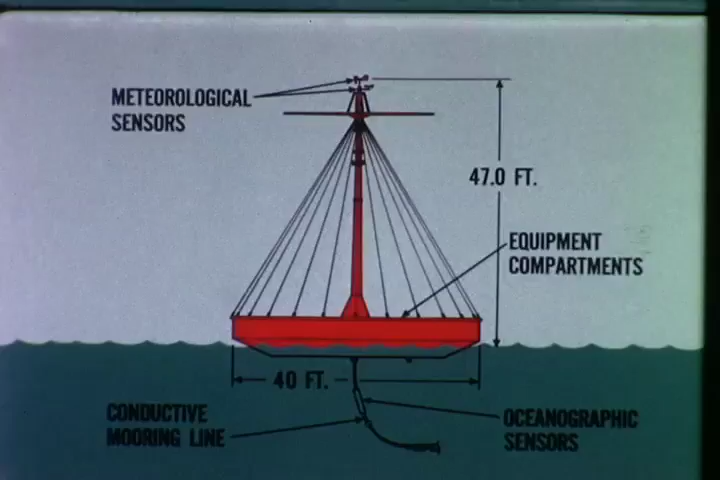 METEOROLOGICAL
SENSORS
47.0 FT.
EQUIPMENT
COMPARTMENTS
40 FT.
CONDUCTIVE
MOORING LINE
OCEANOGRAPHIC
SENSORS